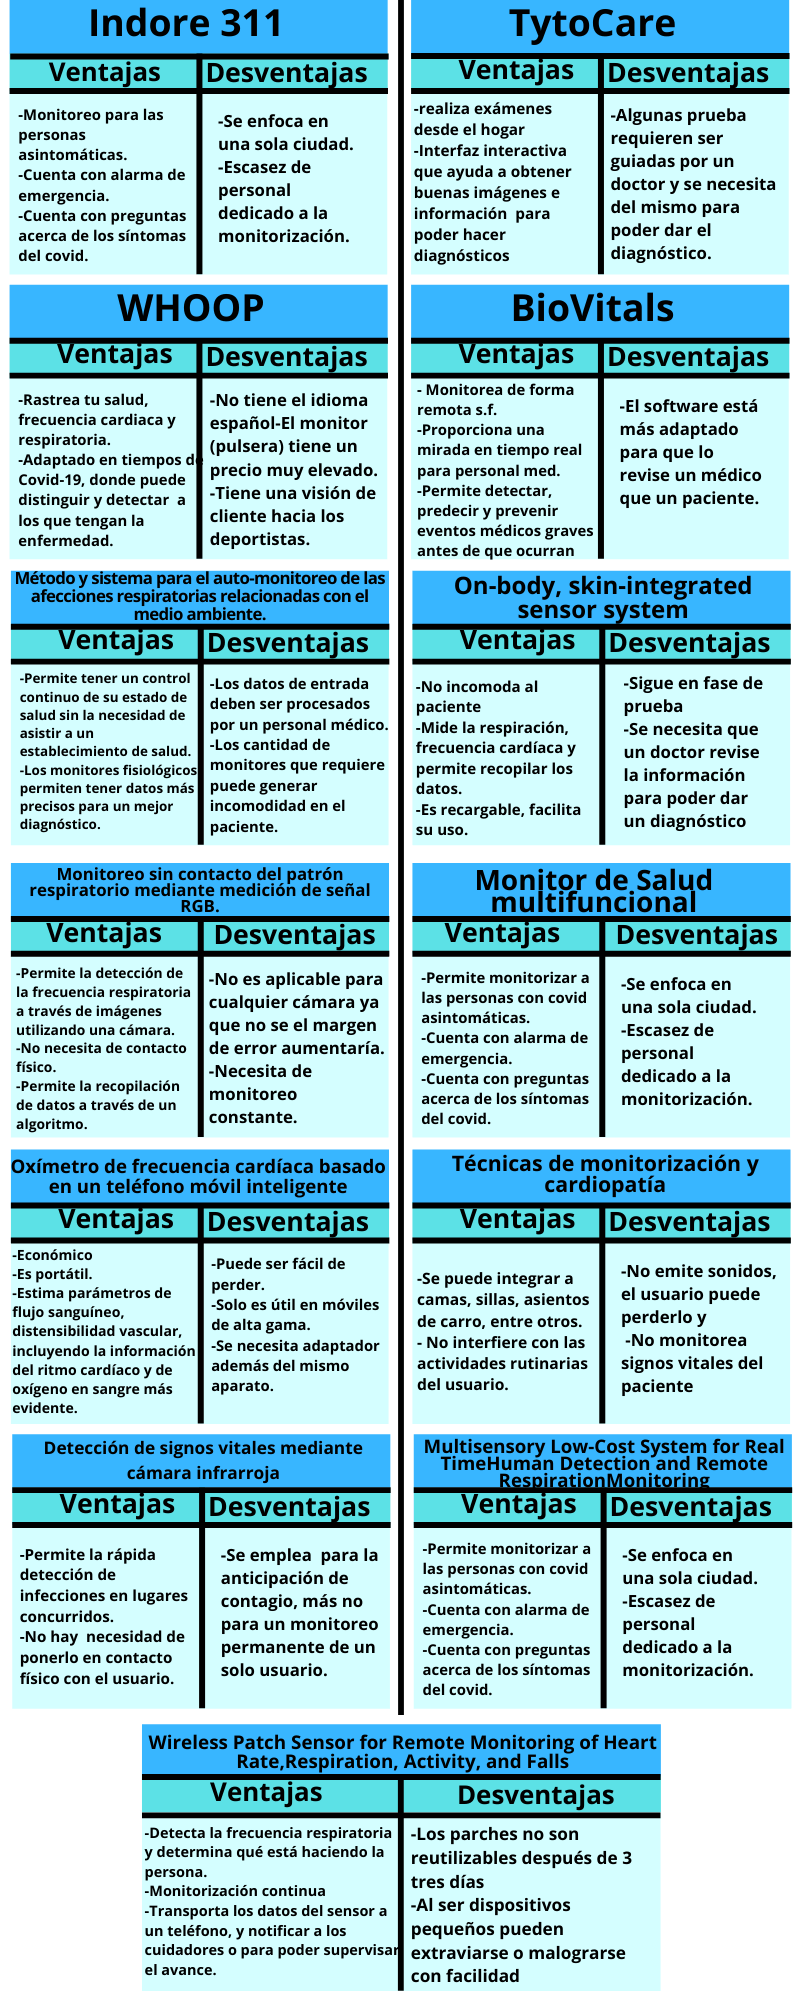 Indore 311
Ventajas
Desventajas
-Monitoreo para las
personas
asintomáticas.
-Cuenta con alarma de
emergencia.
-Cuenta con preguntas
acerca de los síntomas
del covid.
-Se enfoca en
una sola ciudad.
-Escasez de
personal
dedicado a la
monitorización.
TytoCare
Ventajas
Desventajas
-realiza exámenes
desde el hogar
-Interfaz interactiva
que ayuda a obtener
buenas imágenes e
información  para
poder hacer
diagnósticos
-Algunas prueba
requieren ser
guiadas por un
doctor y se necesita
del mismo para
poder dar el
diagnóstico.
WHOOP
Ventajas
Desventajas
-Rastrea tu salud,
frecuencia cardiaca y
respiratoria.
-Adaptado en tiempos de
Covid-19, donde puede
distinguir y detectar  a
los que tengan la
enfermedad.
-No tiene el idioma
español-El monitor
(pulsera) tiene un
precio muy elevado.
-Tiene una visión de
cliente hacia los
deportistas.
BioVitals
Ventajas
Desventajas
- Monitorea de forma
remota s.f.
-Proporciona una
mirada en tiempo real
para personal med.
-Permite detectar,
predecir y prevenir
eventos médicos graves
antes de que ocurran
-El software está
más adaptado
para que lo
revise un médico
que un paciente.
Método y sistema para el auto-monitoreo de las
afecciones respiratorias relacionadas con el
medio ambiente.
Ventajas
Desventajas
-Permite tener un control
continuo de su estado de
salud sin la necesidad de
asistir a un
establecimiento de salud.
-Los monitores fisiológicos
permiten tener datos más
precisos para un mejor
diagnóstico.
-Los datos de entrada
deben ser procesados
por un personal médico.
-Los cantidad de
monitores que requiere
puede generar
incomodidad en el
paciente.
On-body, skin-integrated
sensor system
Ventajas
Desventajas
-No incomoda al
paciente
-Mide la respiración,
frecuencia cardíaca y
permite recopilar los
datos.
-Es recargable, facilita
su uso.
-Sigue en fase de
prueba
-Se necesita que
un doctor revise
la información
para poder dar
un diagnóstico
Monitoreo sin contacto del patrón
respiratorio mediante medición de señal
RGB.
Ventajas
Desventajas
-Permite la detección de
la frecuencia respiratoria
a través de imágenes
utilizando una cámara.
-No necesita de contacto
físico.
-Permite la recopilación
de datos a través de un
algoritmo.
-No es aplicable para
cualquier cámara ya
que no se el margen
de error aumentaría.
-Necesita de
monitoreo
constante.
Monitor de Salud
multifuncional
Ventajas
Desventajas
-Permite monitorizar a
las personas con covid
asintomáticas.
-Cuenta con alarma de
emergencia.
-Cuenta con preguntas
acerca de los síntomas
del covid.
-Se enfoca en
una sola ciudad.
-Escasez de
personal
dedicado a la
monitorización.
Oxímetro de frecuencia cardíaca basado
en un teléfono móvil inteligente
Ventajas
Desventajas
-Económico
-Es portátil.
-Estima parámetros de
flujo sanguíneo,
distensibilidad vascular,
incluyendo la información
del ritmo cardíaco y de
oxígeno en sangre más
evidente.
-Puede ser fácil de
perder.
-Solo es útil en móviles
de alta gama.
-Se necesita adaptador
además del mismo
aparato.
Técnicas de monitorización y
cardiopatía
Ventajas
Desventajas
-Se puede integrar a
camas, sillas, asientos
de carro, entre otros.
- No interfiere con las
actividades rutinarias
del usuario.
-No emite sonidos,
el usuario puede
perderlo y
-No monitorea
signos vitales del
paciente
Detección de signos vitales mediante
cámara infrarroja
Ventajas
Desventajas
-Permite la rápida
detección de
infecciones en lugares
concurridos.
-No hay  necesidad de
ponerlo en contacto
físico con el usuario.
-Se emplea  para la
anticipación de
contagio, más no
para un monitoreo
permanente de un
solo usuario.
Multisensory Low-Cost System for Real
TimeHuman Detection and Remote
RespirationMonitoring
Ventajas
Desventajas
-Permite monitorizar a
las personas con covid
asintomáticas.
-Cuenta con alarma de
emergencia.
-Cuenta con preguntas
acerca de los síntomas
del covid.
-Se enfoca en
una sola ciudad.
-Escasez de
personal
dedicado a la
monitorización.
Wireless Patch Sensor for Remote Monitoring of Heart
Rate,Respiration, Activity, and Falls
Ventajas
Desventajas
-Detecta la frecuencia respiratoria
y determina qué está haciendo la
persona.
-Monitorización continua
-Transporta los datos del sensor a
un teléfono, y notificar a los
cuidadores o para poder supervisar
el avance.
-Los parches no son
reutilizables después de 3
tres días
-Al ser dispositivos
pequeños pueden
extraviarse o malograrse
con facilidad